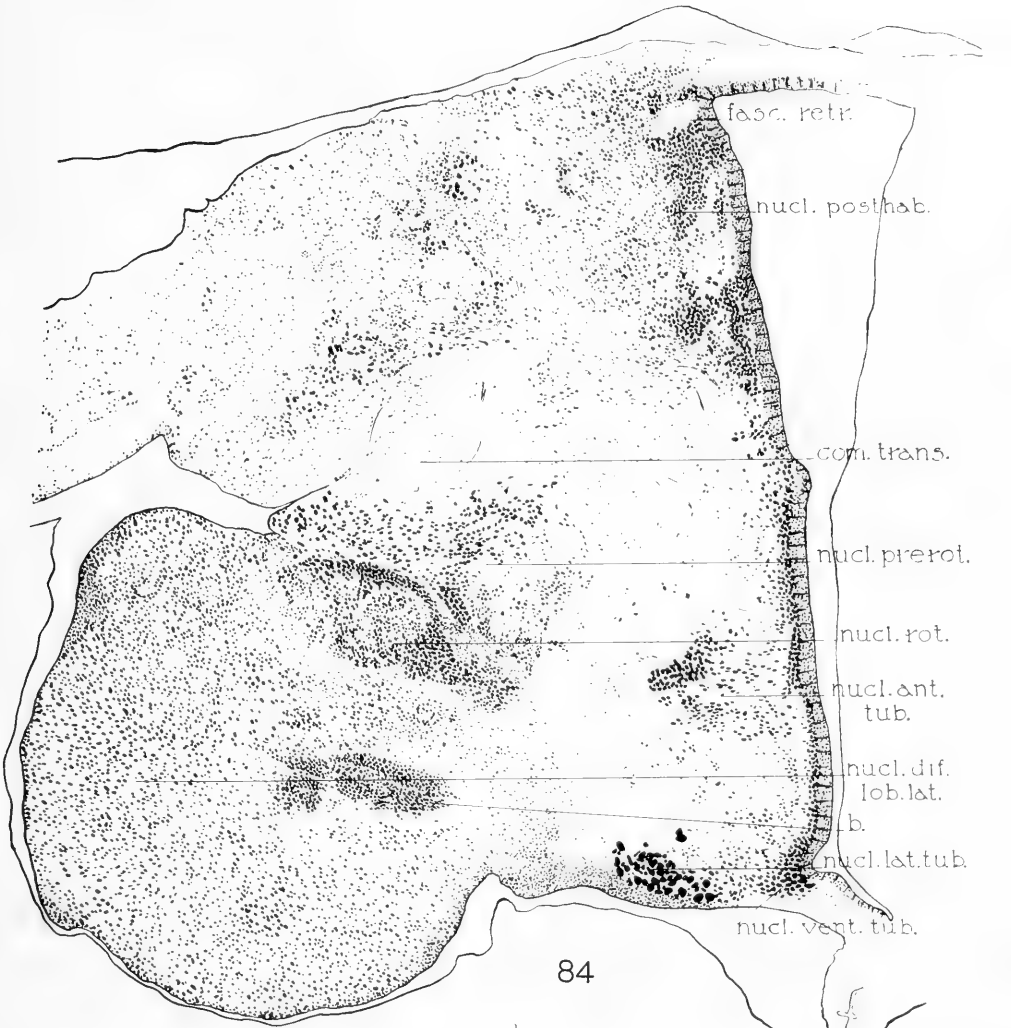 fasc. retr.
nucl. posthab.
com. trans.
nucl. prerot.
nucl. rot.
nucl. ant.
tub.
nucl. dif.
lob. lat.
b.
nucl. lat. tub.
nucl. vent. tub.
84